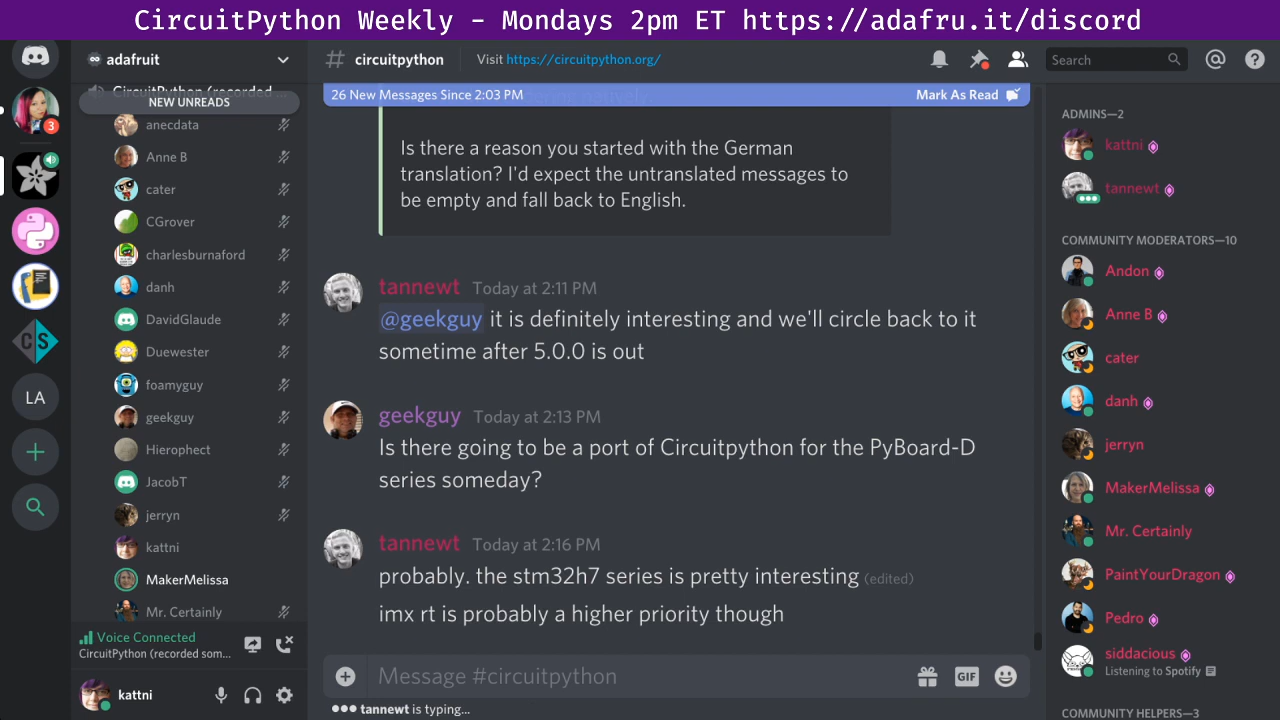 CircuitPython Weekly - Mondays 2pm ET https://adafru.it/discord
adafruit
# circuitpython
Visit https://circuitpython.org/
Search
CircuitPython (recorded ...
NEW UNREADS
anecdata
Anne B
cater
CGrover
charlesburnaford
danh
DavidGlaude
Duewester
foamyguy
geekguy
Hierophect
JacobT
jerryn
kattni
MakerMelissa
Mr. Certainly
Voice Connected
CircuitPython (recorded som...
kattni
3
LA
CS
26 New Messages Since 2:03 PM
Mark As Read
natively.
Is there a reason you started with the German
translation? I'd expect the untranslated messages to
be empty and fall back to English.
tannewt Today at 2:11 PM
@geekguy it is definitely interesting and we'll circle back to it
sometime after 5.0.0 is out
geekguy Today at 2:13 PM
Is there going to be a port of Circuitpython for the PyBoard-D
series someday?
tannewt Today at 2:16 PM
probably. the stm32h7 series is pretty interesting (edited)
imx rt is probably a higher priority though
Message #circuitpython
GIF
tannewt is typing...
ADMINS—2
kattni
tannewt
COMMUNITY MODERATORS—10
Andon
Anne B
cater
danh
jerryn
MakerMelissa
Mr. Certainly
PaintYourDragon
Pedro
siddacious
Listening to Spotify
COMMUNITY HELPERS—3